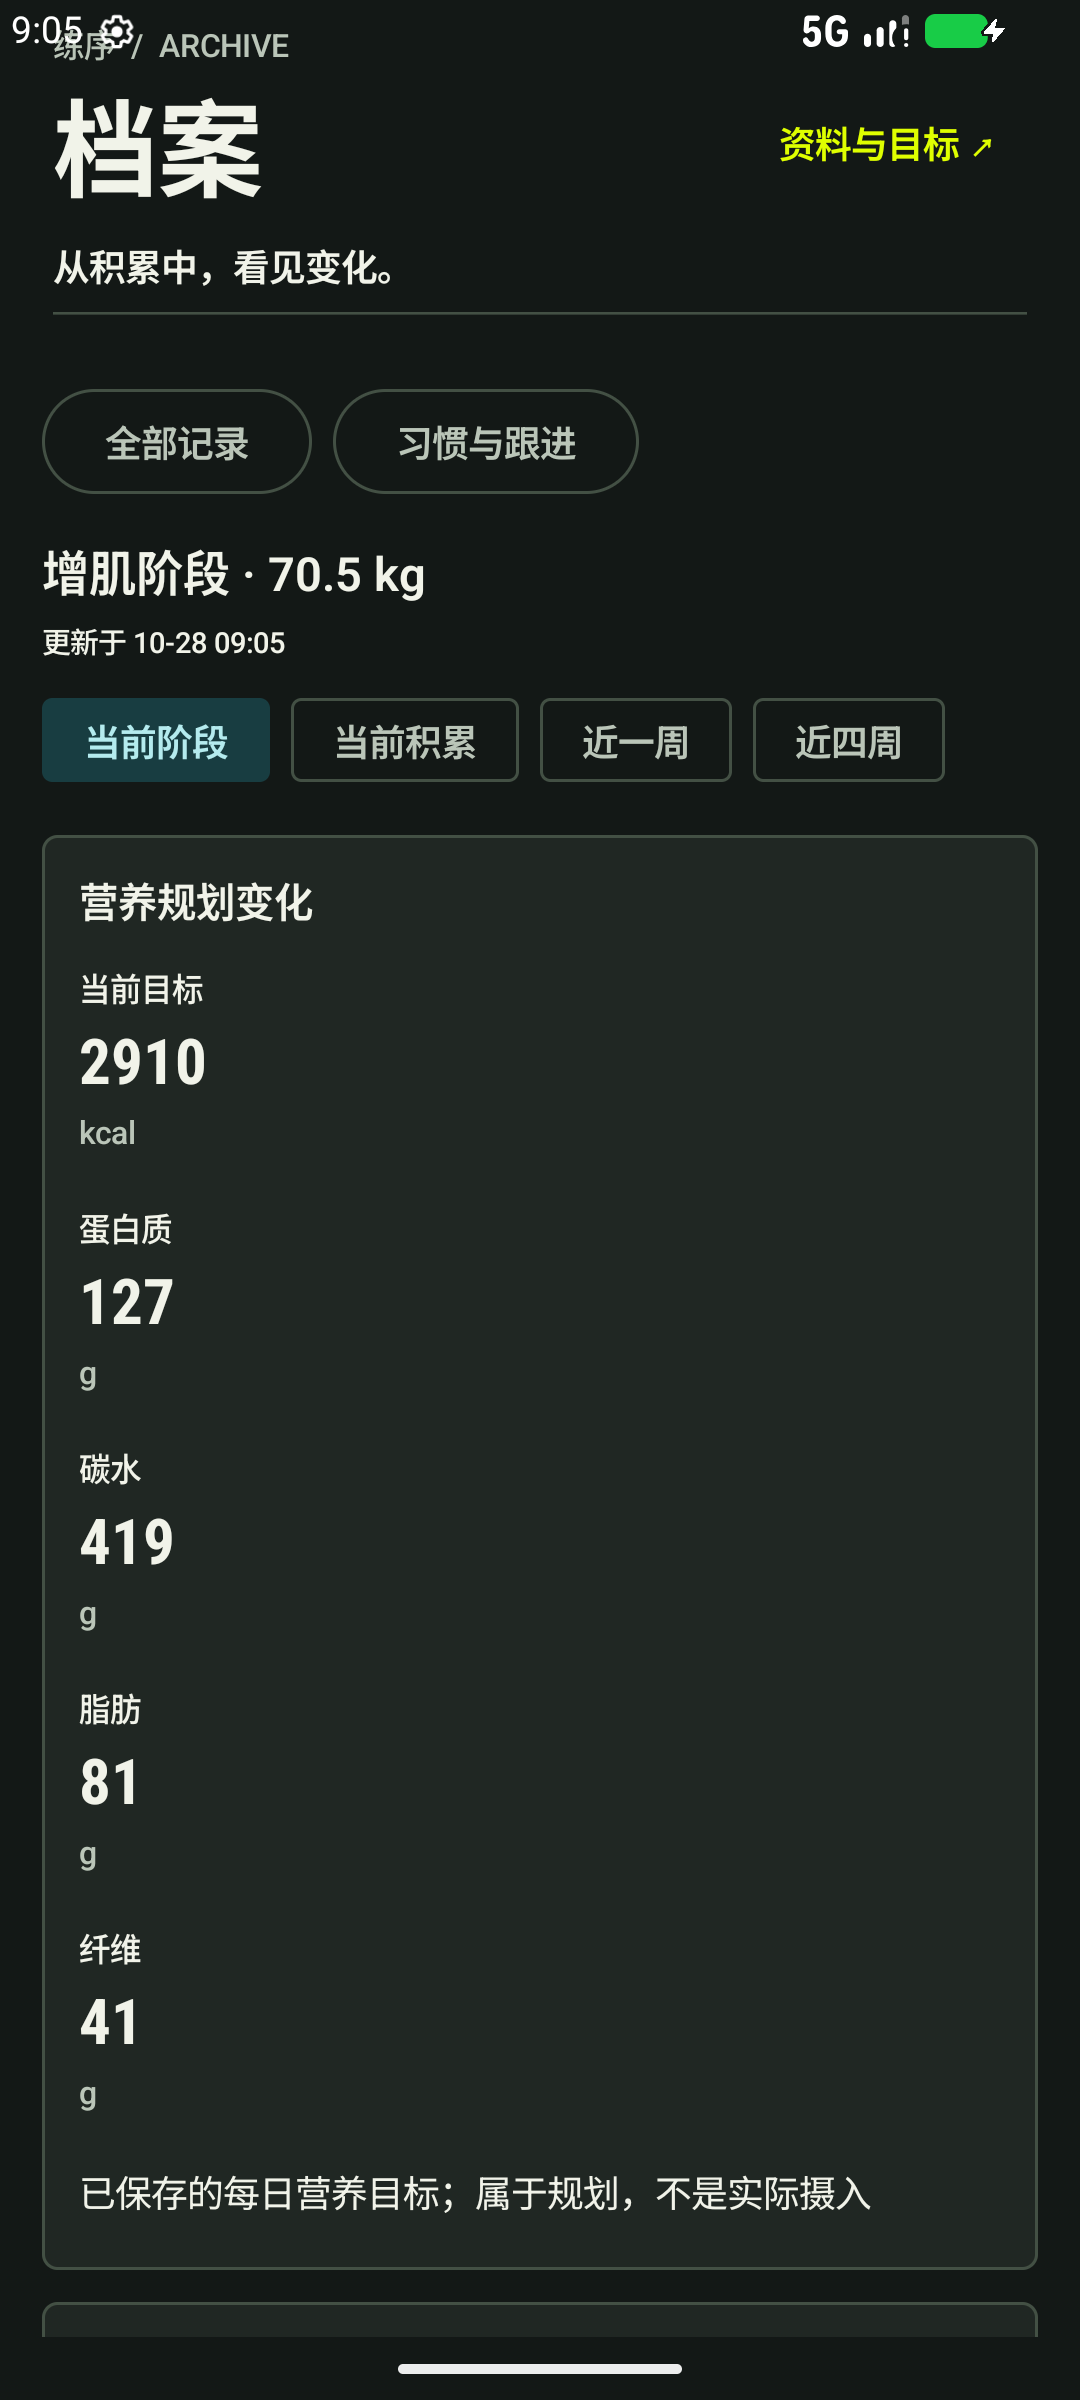 9:05
5G
练序 / ARCHIVE
档案
资料与目标 ↗
从积累中，看见变化。
全部记录
习惯与跟进
增肌阶段 · 70.5 kg
更新于 10-28 09:05
当前阶段
当前积累
近一周
近四周
营养规划变化
当前目标
2910
kcal
蛋白质
127
g
碳水
419
g
脂肪
81
g
纤维
41
g
已保存的每日营养目标；属于规划，不是实际摄入